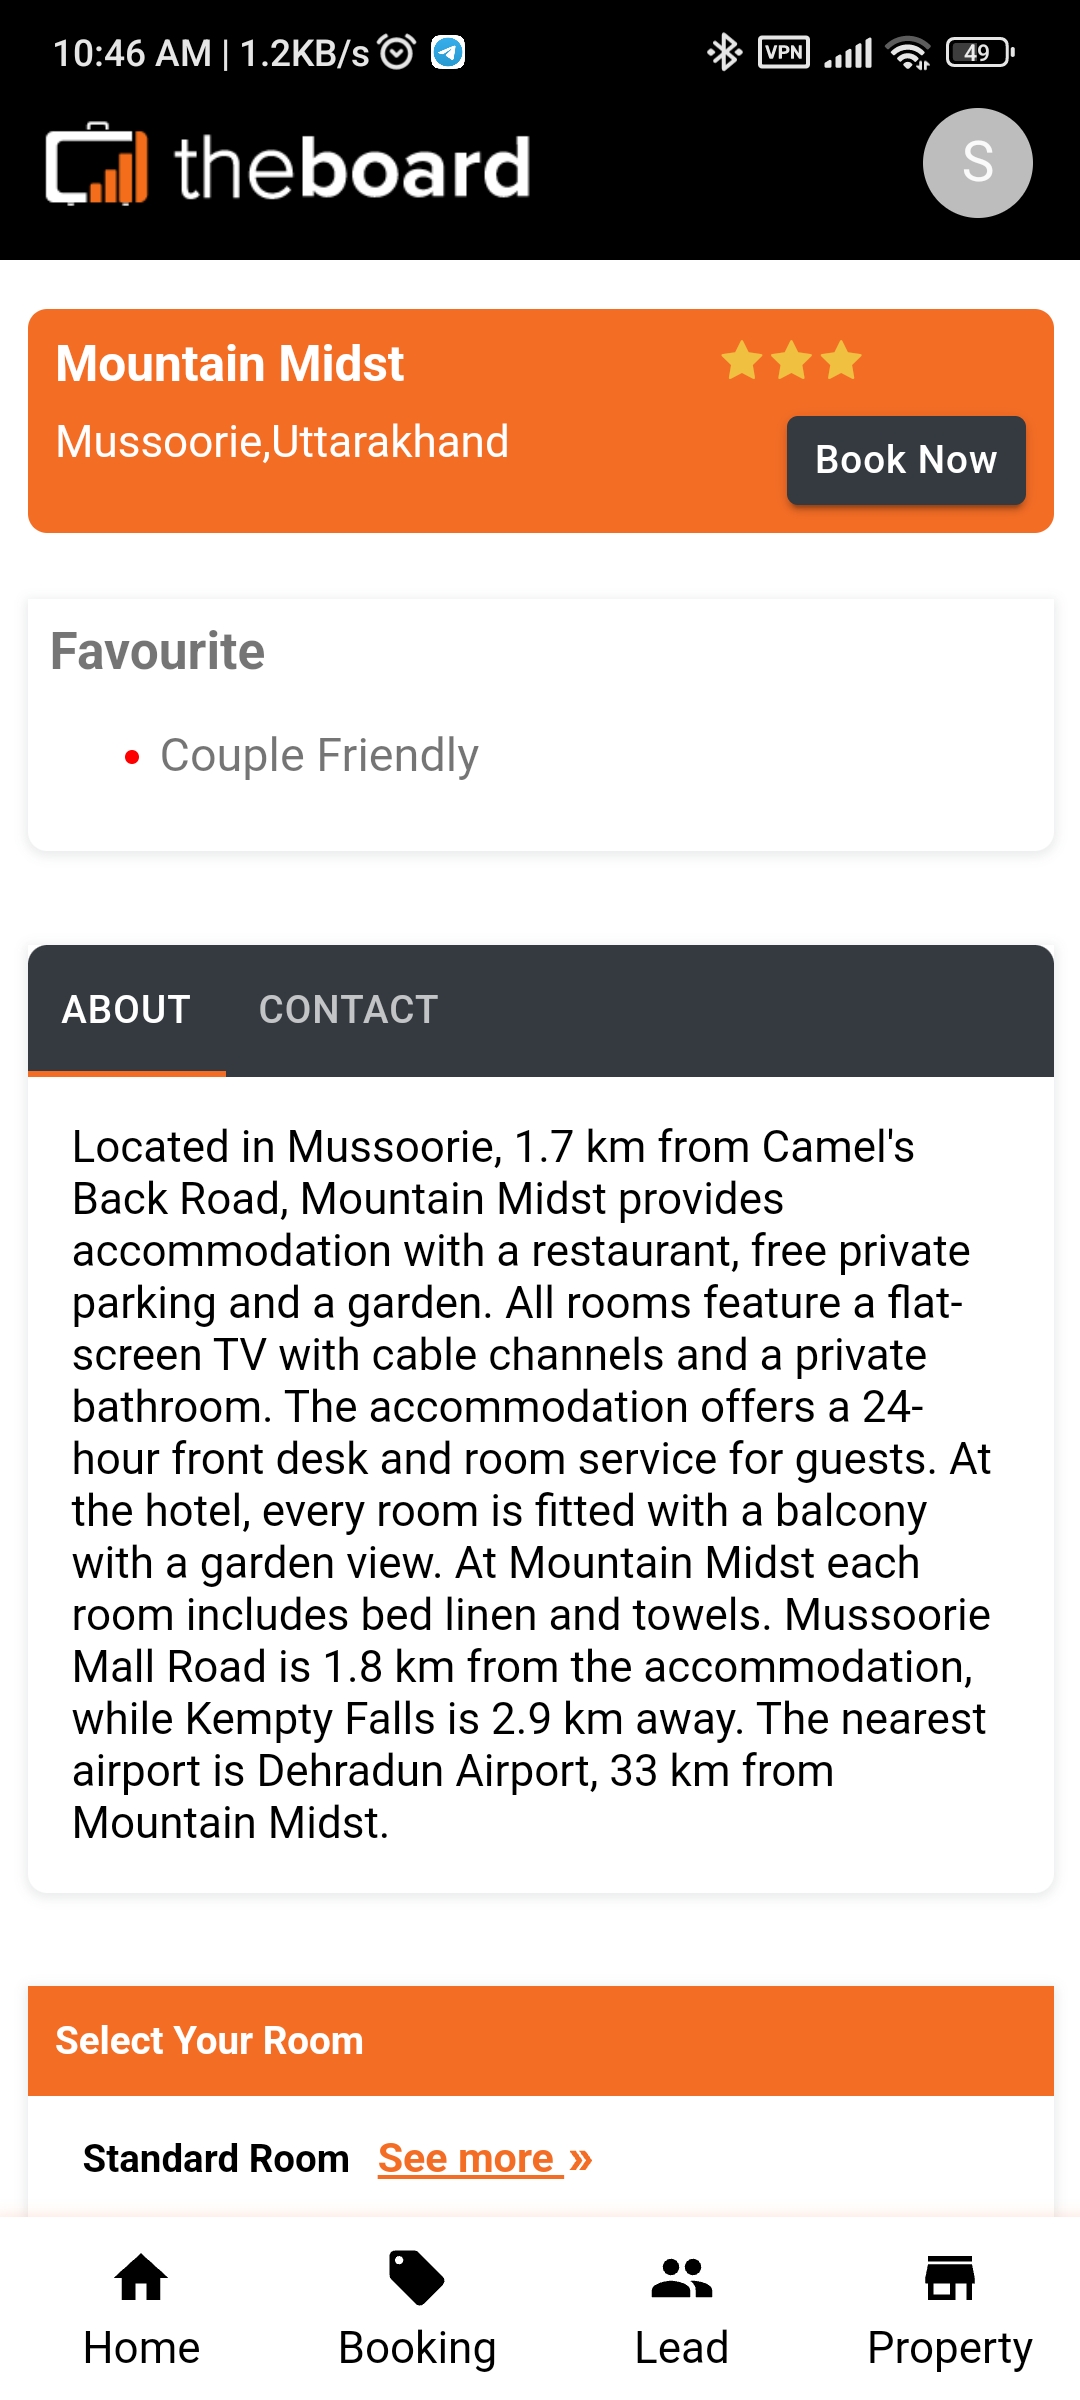 10:46 AM | 1.2KB/s VPN 49
theboard S
Mountain Midst
Mussoorie,Uttarakhand
Book Now
Favourite
Couple Friendly
ABOUT CONTACT
Located in Mussoorie, 1.7 km from Camel's
Back Road, Mountain Midst provides
accommodation with a restaurant, free private
parking and a garden. All rooms feature a flat-
screen TV with cable channels and a private
bathroom. The accommodation offers a 24-
hour front desk and room service for guests. At
the hotel, every room is fitted with a balcony
with a garden view. At Mountain Midst each
room includes bed linen and towels. Mussoorie
Mall Road is 1.8 km from the accommodation,
while Kempty Falls is 2.9 km away. The nearest
airport is Dehradun Airport, 33 km from
Mountain Midst.
Select Your Room
Standard Room See more »
Home Booking Lead Property